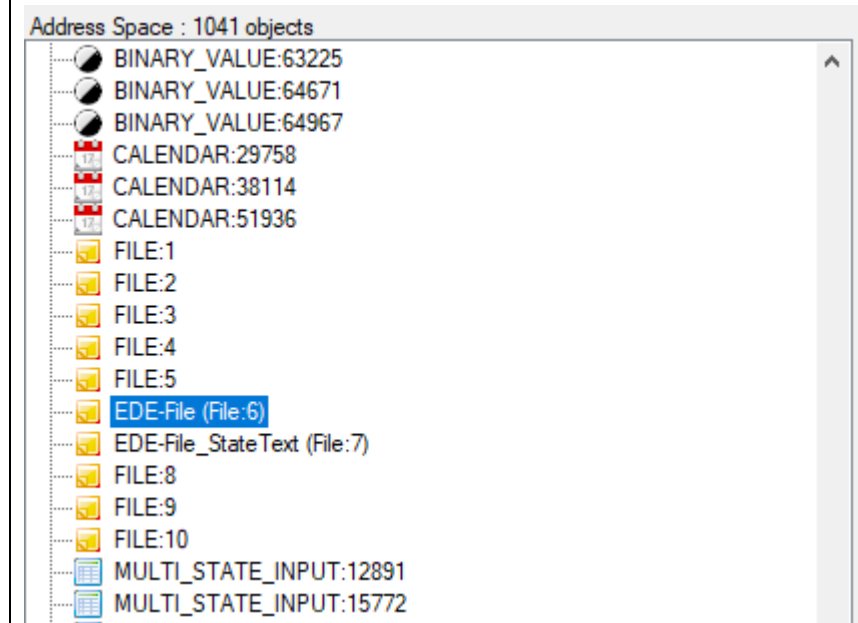 Address Space : 1041 objects
BINARY_VALUE:63225
BINARY_VALUE:64671
BINARY_VALUE:64967
CALENDAR:29758
CALENDAR:38114
CALENDAR:51936
FILE:1
FILE:2
FILE:3
FILE:4
FILE:5
EDE-File (File:6)
EDE-File_StateText (File:7)
FILE:8
FILE:9
FILE:10
MULTI_STATE_INPUT:12891
MULTI_STATE_INPUT:15772